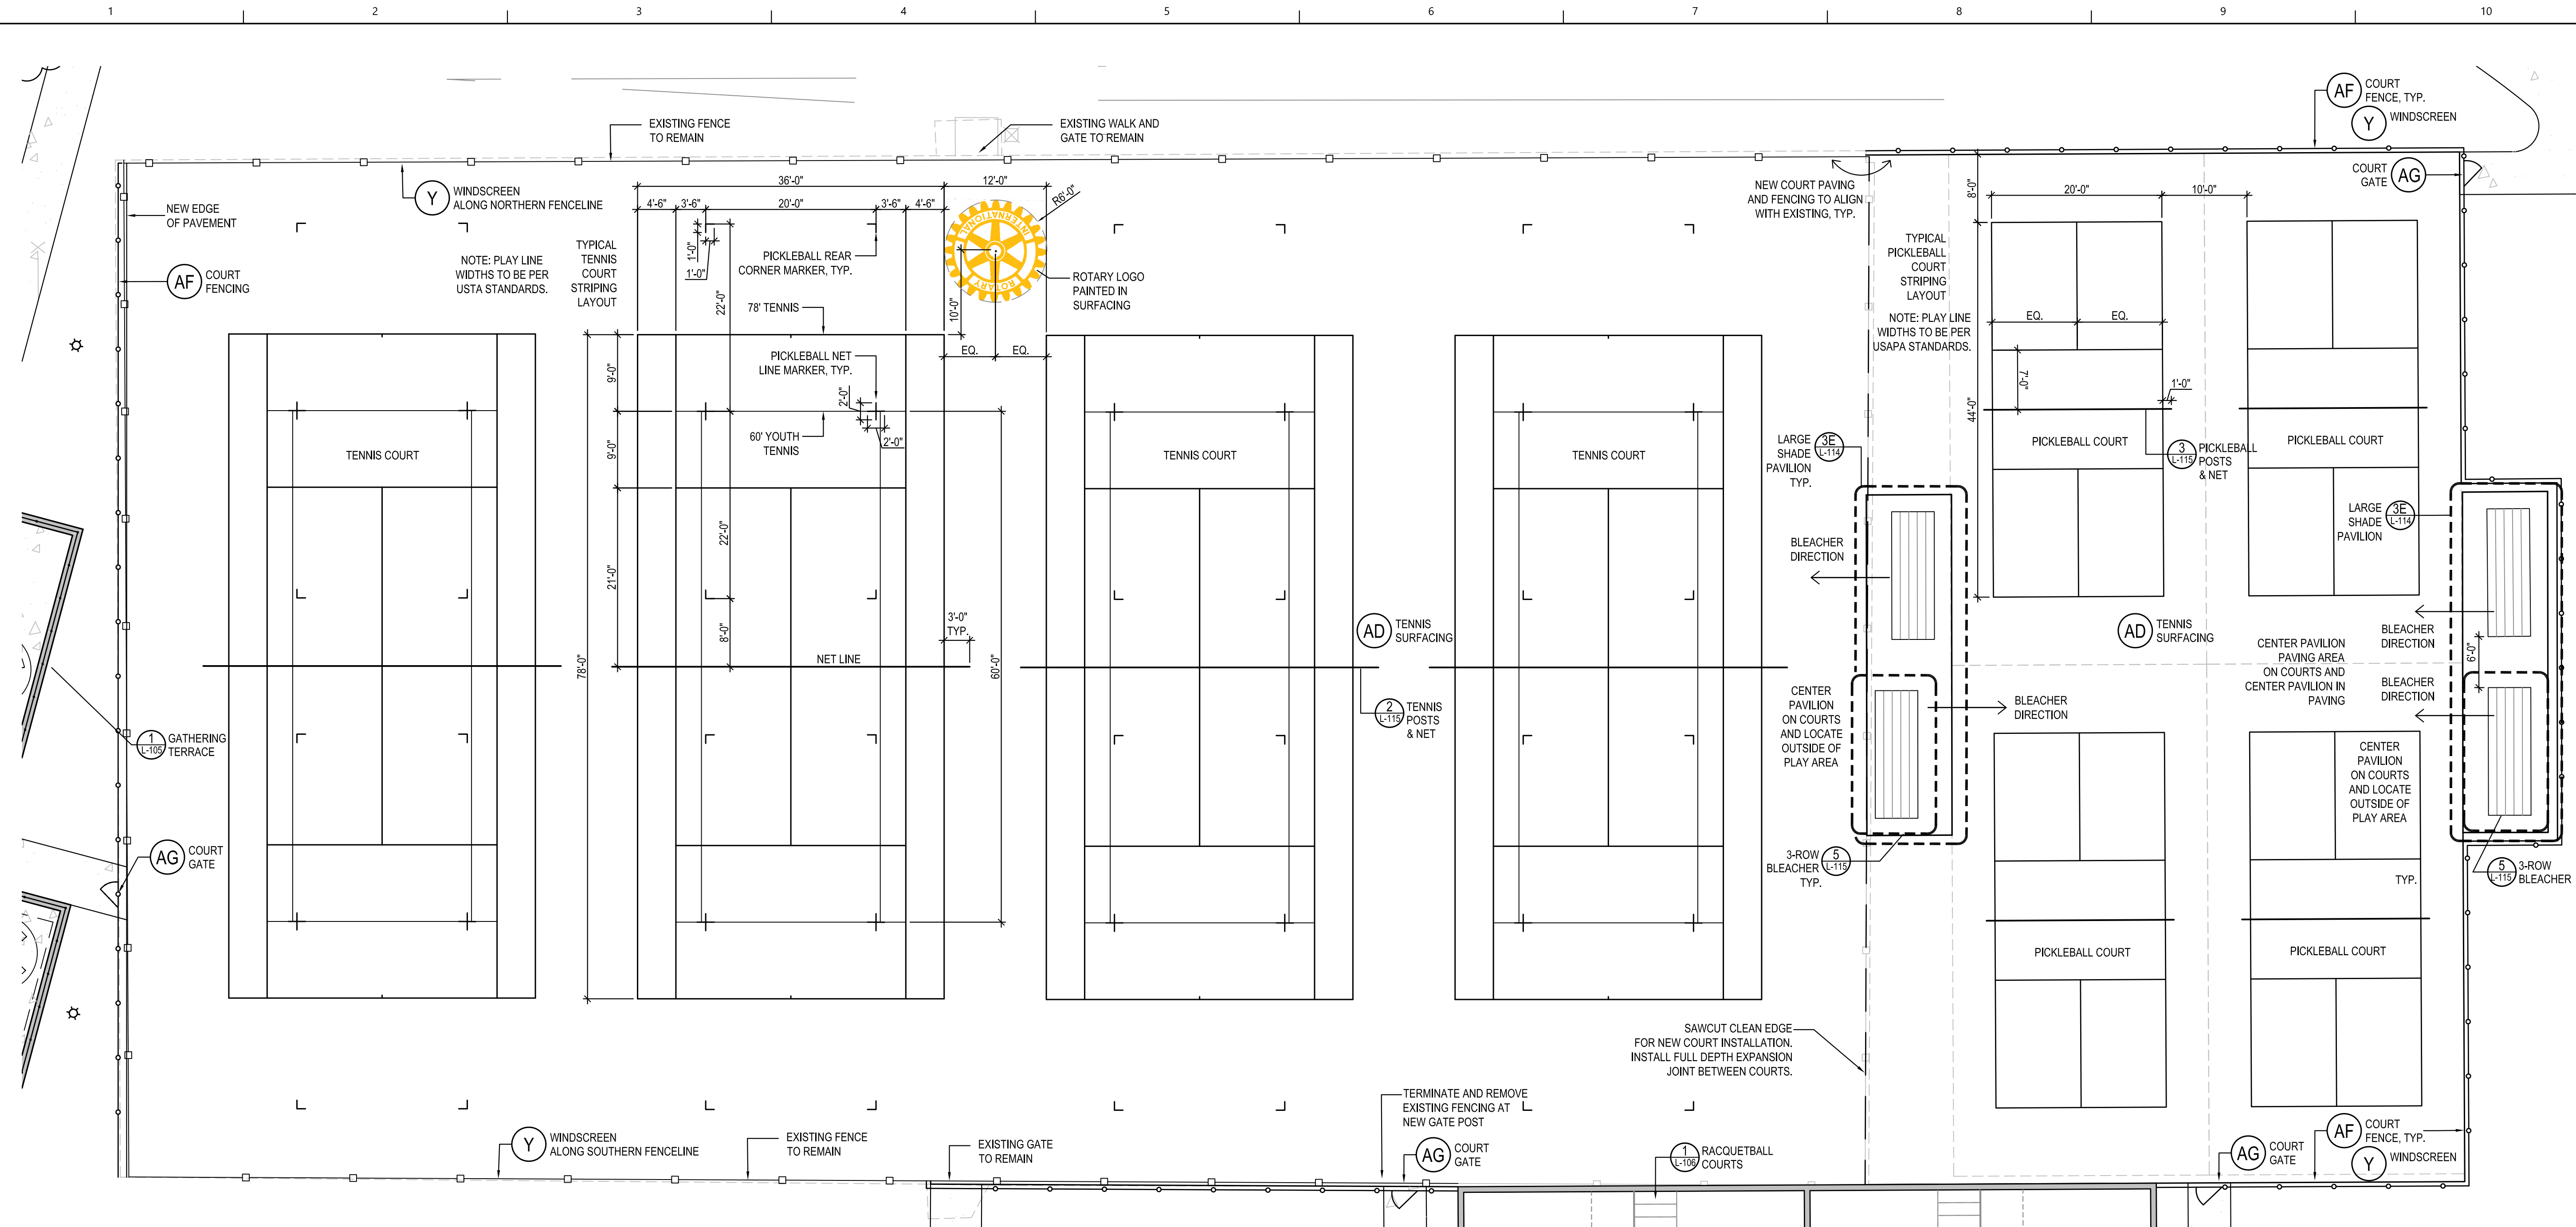 1 2 3 4 5 6 7 8 9 10
EXISTING FENCE
TO REMAIN
EXISTING WALK AND
GATE TO REMAIN
AF COURT
FENCE, TYP.
Y WINDSCREEN
COURT
GATE AG
NEW EDGE
OF PAVEMENT
Y WINDSCREEN
ALONG NORTHERN FENCELINE
AF COURT
FENCING
NOTE: PLAY LINE
WIDTHS TO BE PER
USTA STANDARDS.
TYPICAL
TENNIS
COURT
STRIPING
LAYOUT
36'-0" 12'-0"
4'-6" 3'-6" 20'-0" 3'-6" 4'-6"
R6'-0"
1'-0"
1'-0"
22'-0"
PICKLEBALL REAR
CORNER MARKER, TYP.
ROTARY
INTERNATIONAL
ROTARY LOGO
PAINTED IN
SURFACING
10'-0"
EQ. EQ.
78' TENNIS
PICKLEBALL NET
LINE MARKER, TYP.
2'-0"
2'-0"
60' YOUTH
TENNIS
9'-0"
9'-0"
21'-0"
22'-0"
8'-0"
78'-0"
60'-0"
3'-0"
TYP.
NET LINE
TENNIS COURT
TENNIS COURT
TENNIS COURT
NEW COURT PAVING
AND FENCING TO ALIGN
WITH EXISTING, TYP.
8'-0"
20'-0" 10'-0"
TYPICAL
PICKLEBALL
COURT
STRIPING
LAYOUT
NOTE: PLAY LINE
WIDTHS TO BE PER
USAPA STANDARDS.
EQ. EQ.
7'-0"
1'-0"
44'-0"
PICKLEBALL COURT
PICKLEBALL COURT
3
L-115
PICKLEBALL
POSTS
& NET
LARGE
SHADE
PAVILION
TYP.
3E
L-114
LARGE
SHADE
PAVILION
3E
L-114
BLEACHER
DIRECTION
AD TENNIS
SURFACING
AD TENNIS
SURFACING
2
L-115
TENNIS
POSTS
& NET
CENTER
PAVILION
ON COURTS
AND LOCATE
OUTSIDE OF
PLAY AREA
BLEACHER
DIRECTION
CENTER PAVILION
PAVING AREA
ON COURTS AND
CENTER PAVILION IN
PAVING
BLEACHER
DIRECTION
6'-0"
BLEACHER
DIRECTION
CENTER
PAVILION
ON COURTS
AND LOCATE
OUTSIDE OF
PLAY AREA
1
L-105
GATHERING
TERRACE
AG COURT
GATE
3-ROW
BLEACHER
TYP.
5
L-115
TYP.
5
L-115
3-ROW
BLEACHER
PICKLEBALL COURT
PICKLEBALL COURT
SAWCUT CLEAN EDGE
FOR NEW COURT INSTALLATION.
INSTALL FULL DEPTH EXPANSION
JOINT BETWEEN COURTS.
TERMINATE AND REMOVE
EXISTING FENCING AT
NEW GATE POST
Y WINDSCREEN
ALONG SOUTHERN FENCELINE
EXISTING FENCE
TO REMAIN
EXISTING GATE
TO REMAIN
AG COURT
GATE
1
L-106
RACQUETBALL
COURTS
AG COURT
GATE
AF COURT
FENCE, TYP.
Y WINDSCREEN